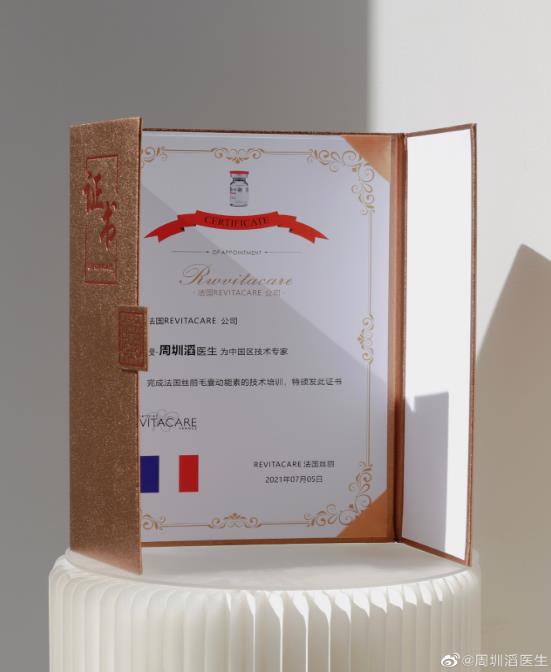 证书
CERTIFICATE
OF APPOINTMENT
Rwvitacare
·法国REVITACARE 公司·
法国REVITACARE 公司
授·周圳滔医生 为中国区技术专家
完成法国丝丽毛囊动能素的技术培训，特颁发此证书
VITACARE
FRANCE
REVITACARE 法国丝丽
2021年07月05日
@周圳滔医生